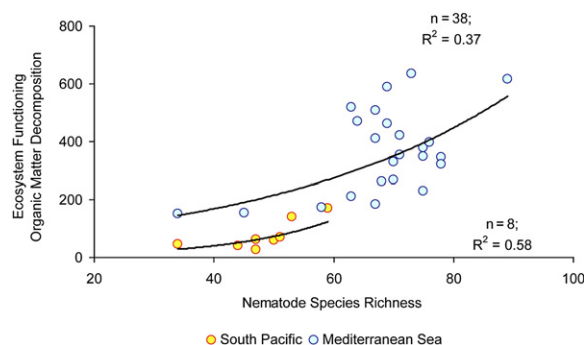 n = 38;
R² = 0.37
800
600
400
200
0
Ecosystem Functioning
Organic Matter Decomposition
n = 8;
R² = 0.58
20
40
60
80
100
Nematode Species Richness
South Pacific
Mediterranean Sea